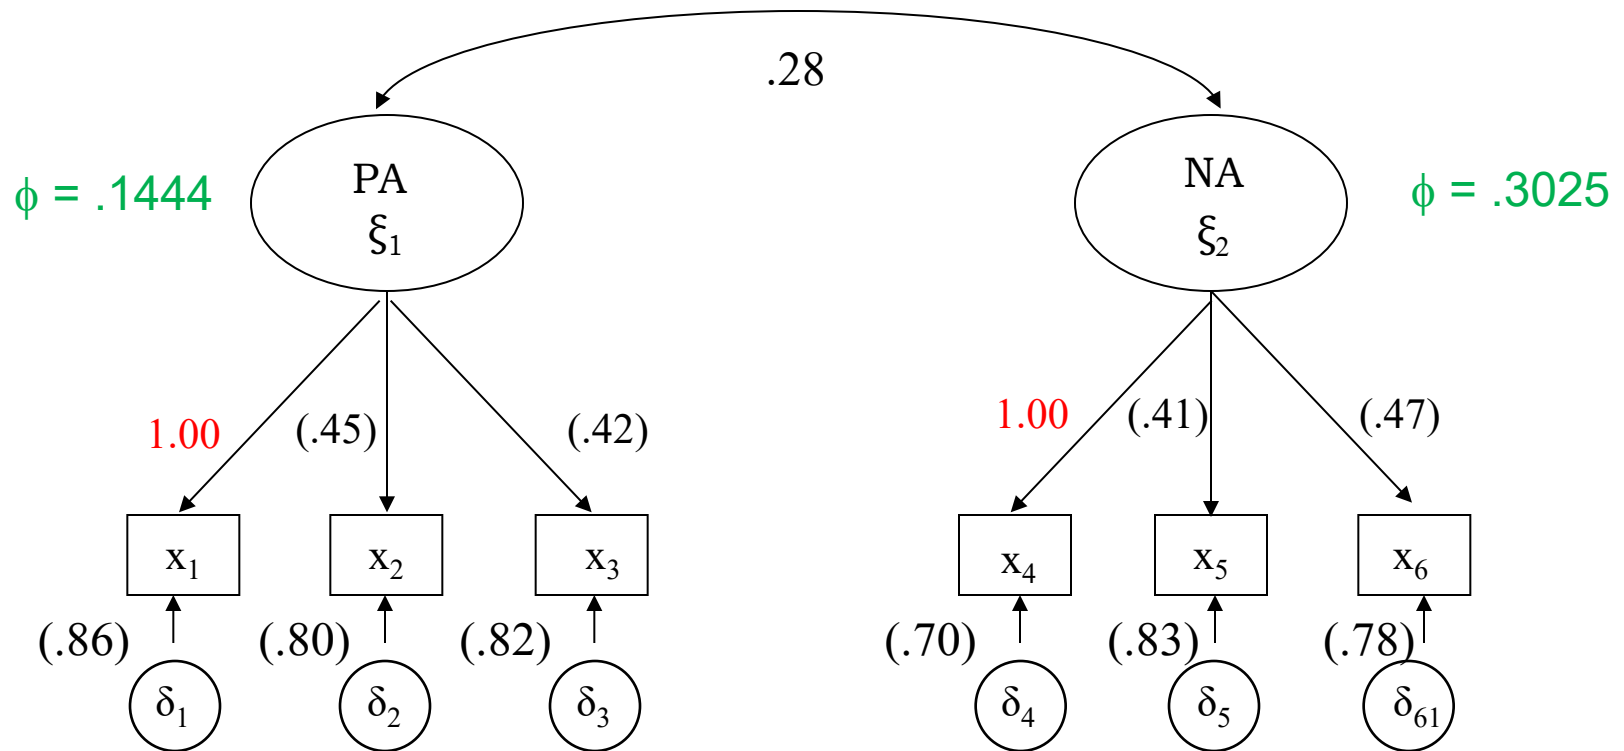 .28
PA
ξ₁
NA
ξ₂
ϕ = .1444
ϕ = .3025
1.00
(.45)
(.42)
1.00
(.41)
(.47)
x₁
x₂
x₃
x₄
x₅
x₆
(.86)
(.80)
(.82)
(.70)
(.83)
(.78)
δ₁
δ₂
δ₃
δ₄
δ₅
δ₆₁